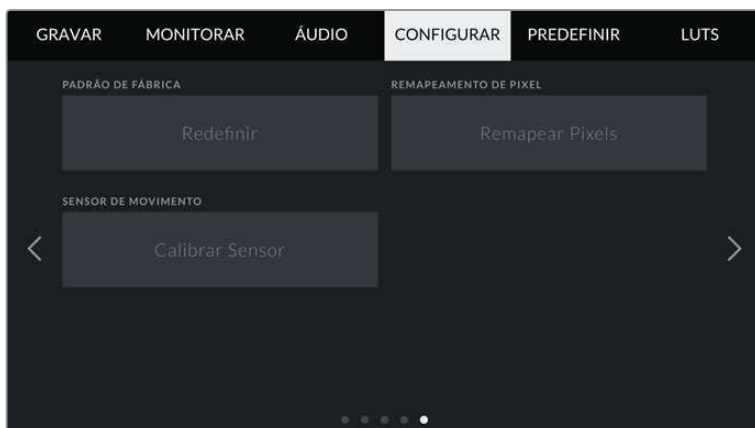 GRAVAR MONITORAR ÁUDIO CONFIGURAR PREDEFINIR LUTS
PADRÃO DE FÁBRICA REMAPEAMENTO DE PIXEL
Redefinir Remapear Pixels
SENSOR DE MOVIMENTO
Calibrar Sensor